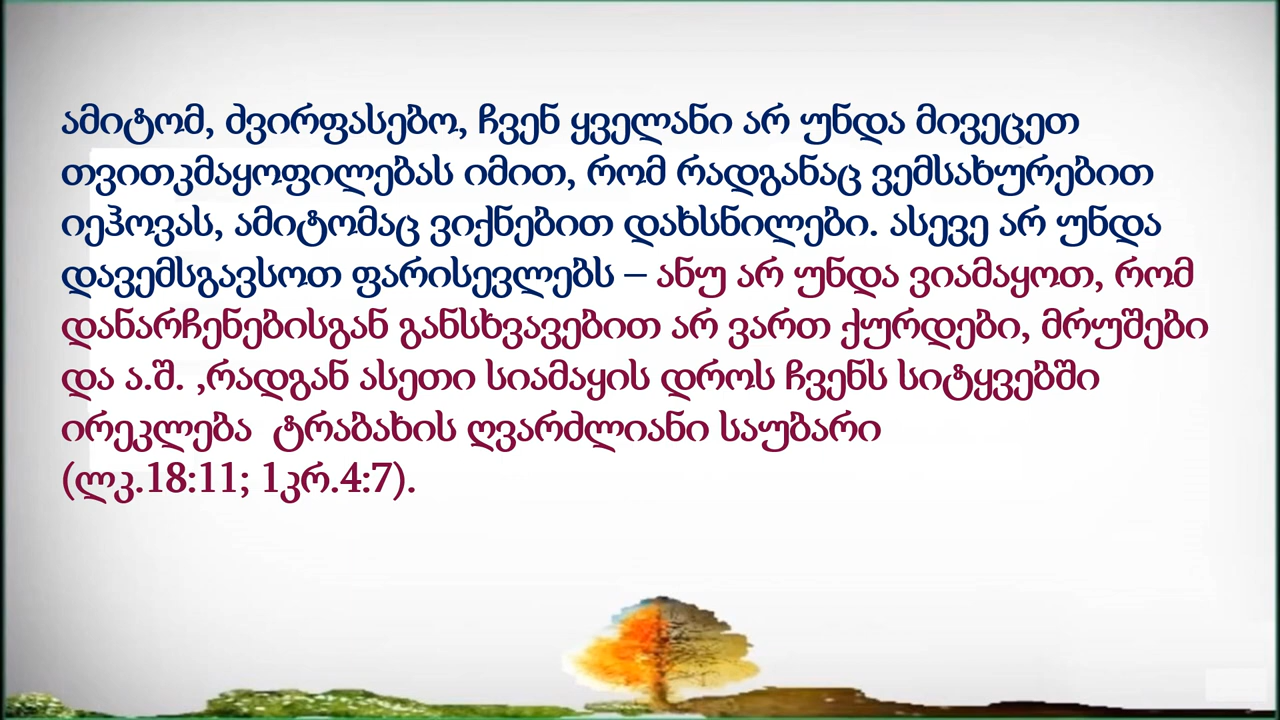 ამიტომ, ძვირფასებო, ჩვენ ყველანი არ უნდა მივეცეთ
თვითკმაყოფილებას იმით, რომ რადგანაც ვემსახურებით
იეჰოვას, ამიტომაც ვიქნებით დახსნილები. ასევე არ უნდა
დავემსგავსოთ ფარისევლებს – ანუ არ უნდა ვიამაყოთ, რომ
დანარჩენებისგან განსხვავებით არ ვართ ქურდები, მრუშები
და ა.შ. ,რადგან ასეთი სიამაყის დროს ჩვენს სიტყვებში
ირეკლება  ტრაბახის ღვარძლიანი საუბარი
(ლკ.18:11; 1კრ.4:7).